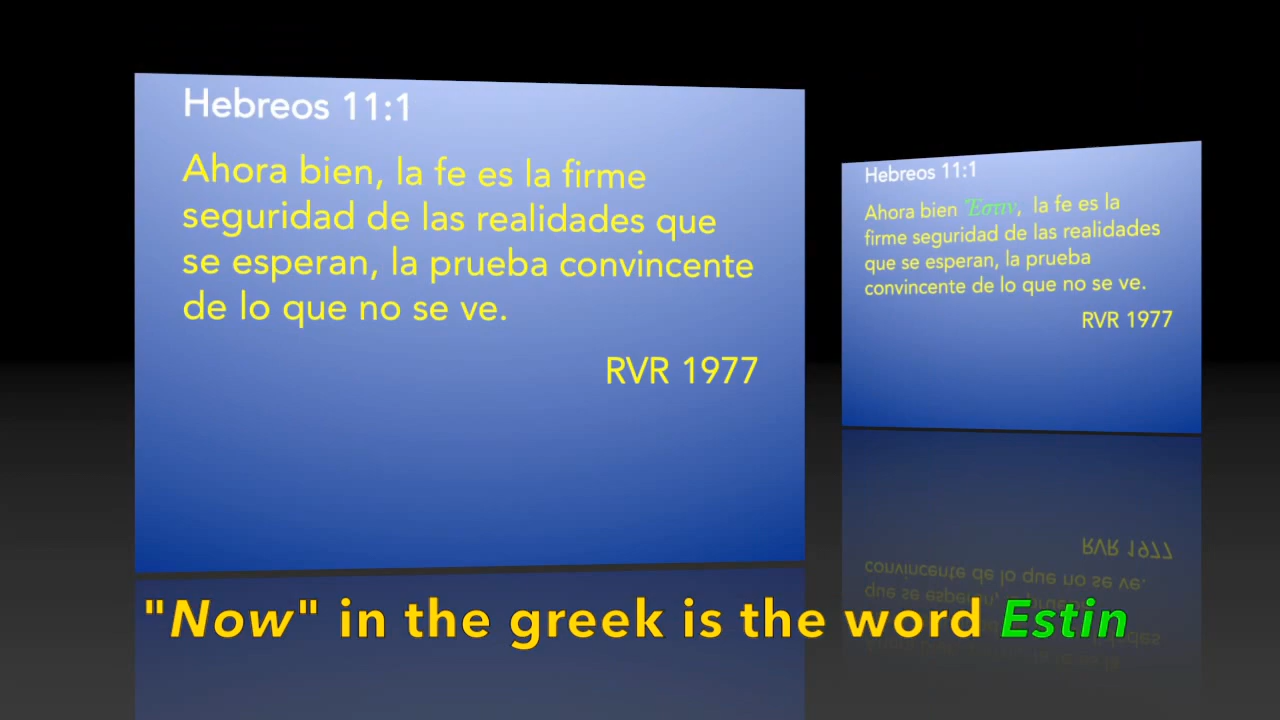 Hebreos 11:1
Ahora bien, la fe es la firme
seguridad de las realidades que
se esperan, la prueba convincente
de lo que no se ve.
RVR 1977
Hebreos 11:1
Ahora bien Ἔστιν, la fe es la
firme seguridad de las realidades
que se esperan, la prueba
convincente de lo que no se ve.
RVR 1977
"Now" in the greek is the word Estin